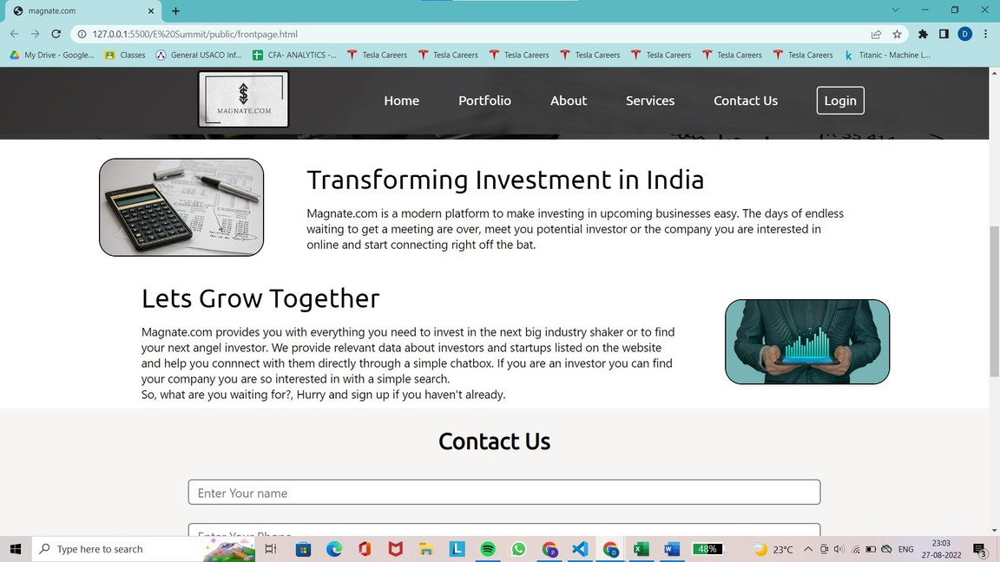 magnate.com
127.0.0.1:5500/E%20Summit/public/frontpage.html
D
My Drive - Google...
Classes
General USACO Inf...
CFA- ANALYTICS -...
Tesla Careers
Tesla Careers
Tesla Careers
Tesla Careers
Tesla Careers
Tesla Careers
Tesla Careers
Titanic - Machine L...
MAGNATE.COM
Home
Portfolio
About
Services
Contact Us
Login
Transforming Investment in India
Magnate.com is a modern platform to make investing in upcoming businesses easy. The days of endless
waiting to get a meeting are over, meet you potential investor or the company you are interested in
online and start connecting right off the bat.
Lets Grow Together
Magnate.com provides you with everything you need to invest in the next big industry shaker or to find
your next angel investor. We provide relevant data about investors and startups listed on the website
and help you connnect with them directly through a simple chatbox. If you are an investor you can find
your company you are so interested in with a simple search.
So, what are you waiting for?, Hurry and sign up if you haven't already.
Contact Us
Enter Your name
Enter Your Phone
Type here to search
48%
23°C
ENG
23:03
27-08-2022
3